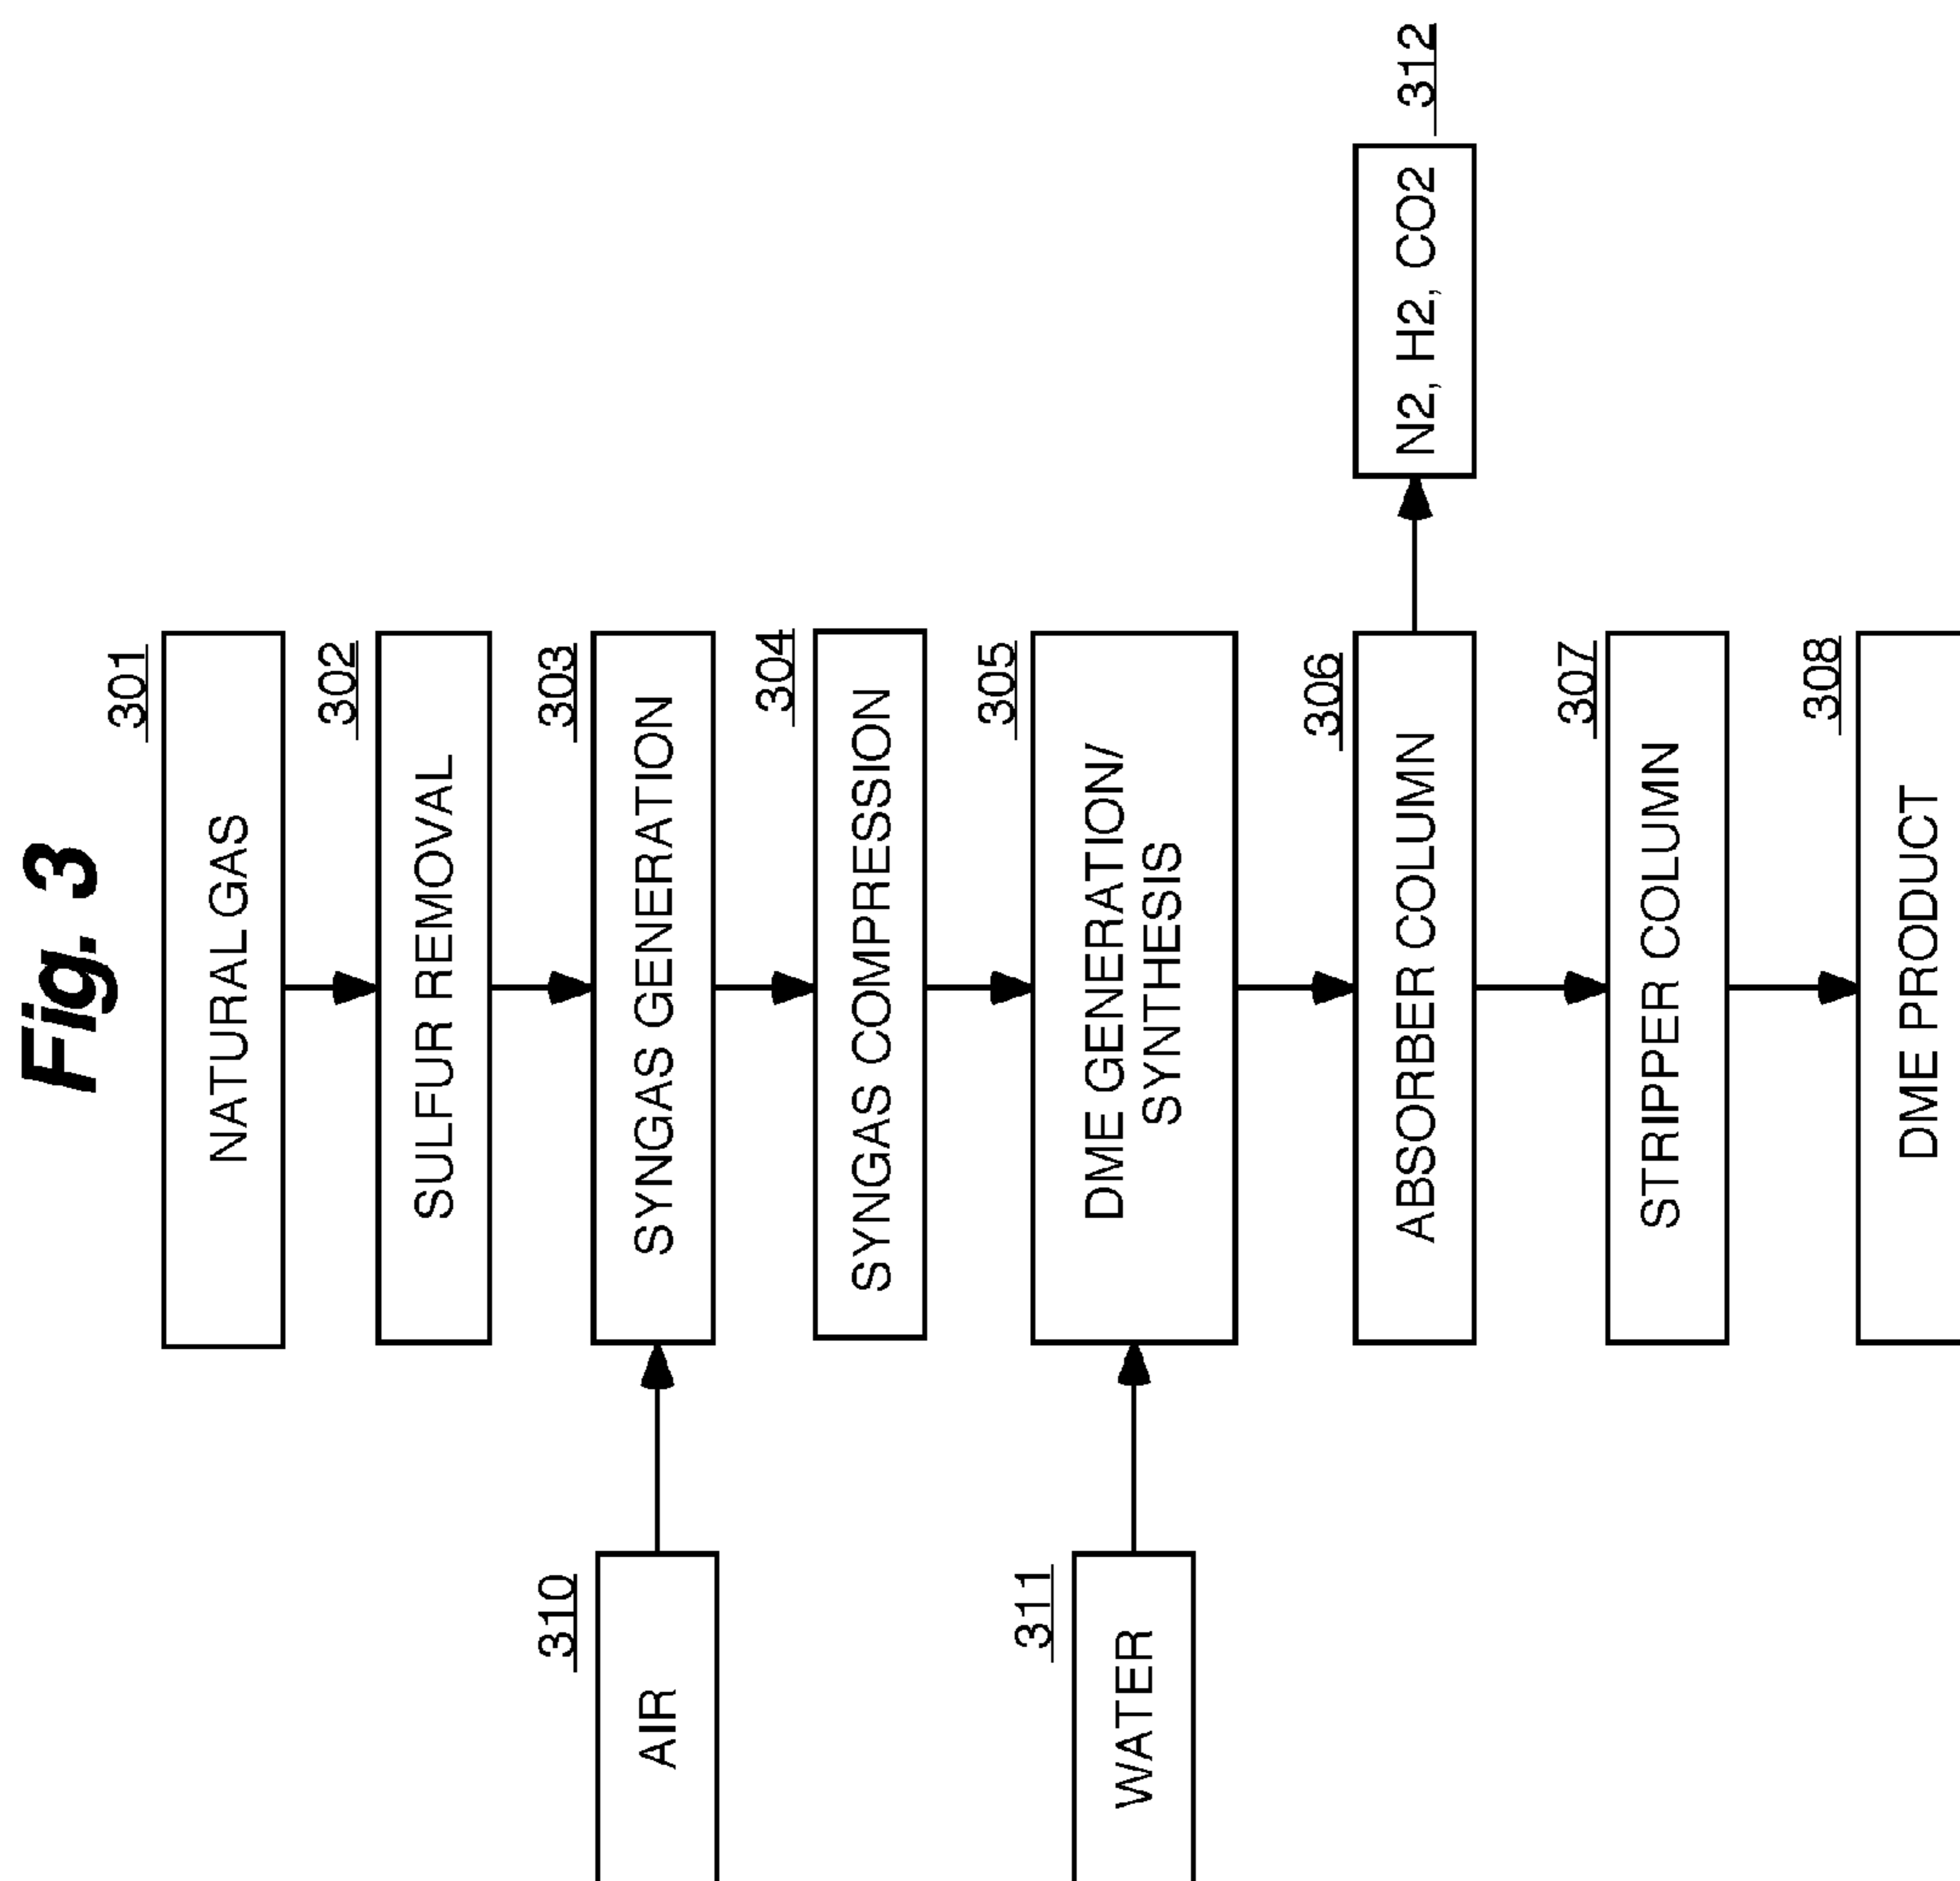 Fig. 3
301
NATURAL GAS
302
SULFUR REMOVAL
310
AIR
303
SYNGAS GENERATION
304
SYNGAS COMPRESSION
311
WATER
305
DME GENERATION/
SYNTHESIS
306
ABSORBER COLUMN
312
N2, H2, CO2
307
STRIPPER COLUMN
308
DME PRODUCT